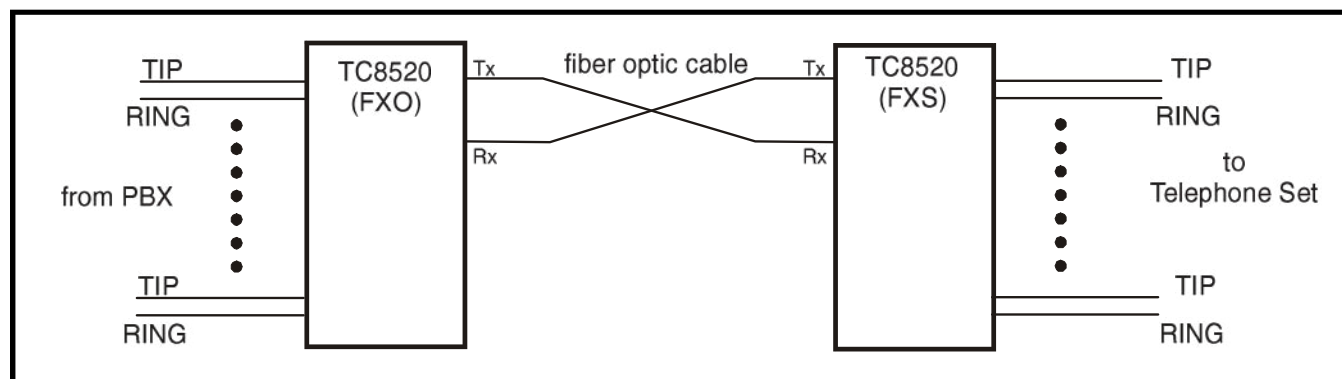 TIP
RING
from PBX
TIP
RING
TC8520
(FXO)
Tx
Rx
fiber optic cable
Tx
Rx
TC8520
(FXS)
TIP
RING
to
Telephone Set
TIP
RING